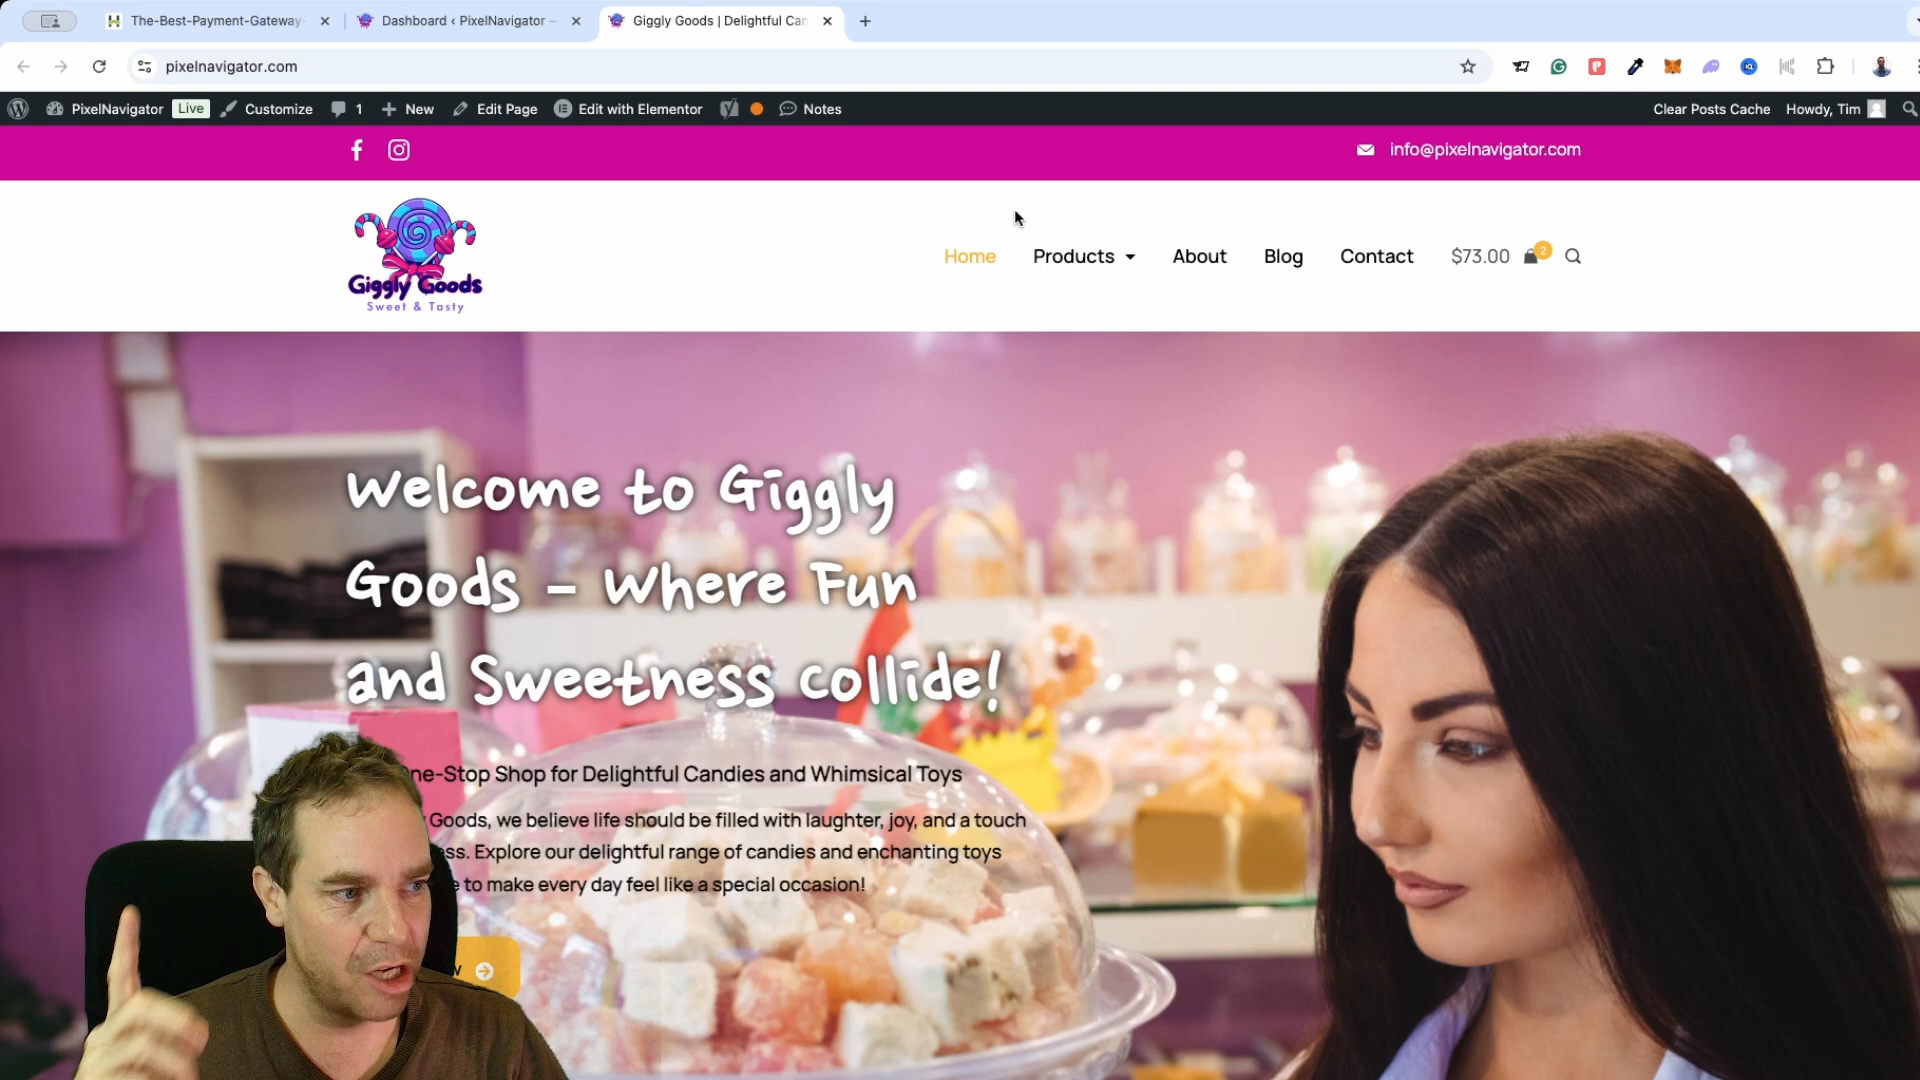 The-Best-Payment-Gateway-
Dashboard ‹ PixelNavigator —
Giggly Goods | Delightful Can
pixelnavigator.com
PixelNavigator
Live
Customize
1
New
Edit Page
Edit with Elementor
Notes
Clear Posts Cache
Howdy, Tim
info@pixelnavigator.com
Giggly Goods
Sweet & Tasty
Home
Products
About
Blog
Contact
$73.00
2
Welcome to Giggly
Goods – Where Fun
and Sweetness Collide!
One-Stop Shop for Delightful Candies and Whimsical Toys
Goods, we believe life should be filled with laughter, joy, and a touch
Explore our delightful range of candies and enchanting toys
to make every day feel like a special occasion!